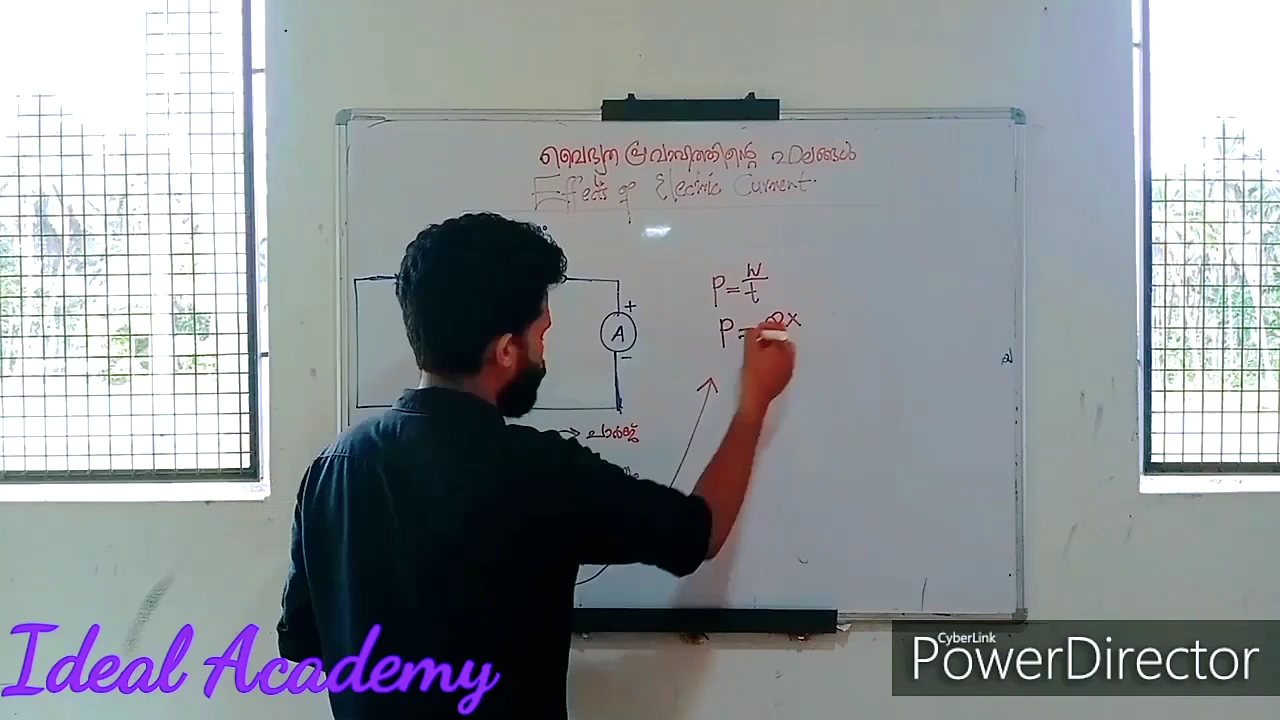 വൈദ്യുത പ്രവാഹത്തിന്റെ ഫലങ്ങൾ
Effects of Electric Current.
P = W/t
+
A
−
P =
→ ചാർജ്
Ideal Academy
CyberLink
PowerDirector